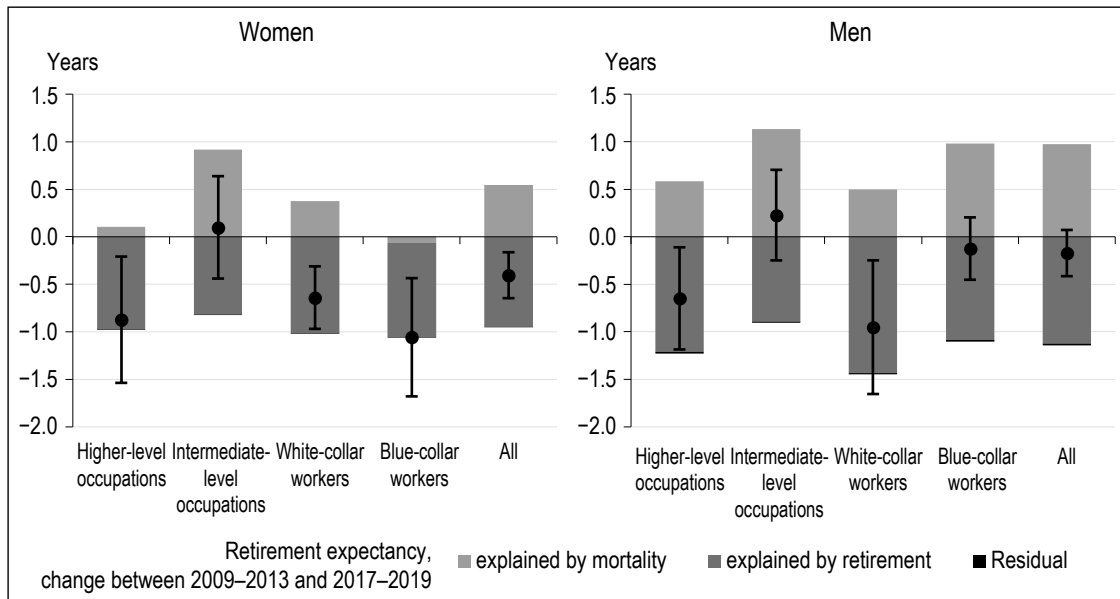 Women
Men
Years
Years
1.5
1.0
0.5
0.0
−0.5
−1.0
−1.5
−2.0
1.5
1.0
0.5
0.0
−0.5
−1.0
−1.5
−2.0
Higher-level
occupations
Intermediate-
level
occupations
White-collar
workers
Blue-collar
workers
All
Higher-level
occupations
Intermediate-
level
occupations
White-collar
workers
Blue-collar
workers
All
Retirement expectancy,
change between 2009–2013 and 2017–2019
explained by mortality
explained by retirement
Residual